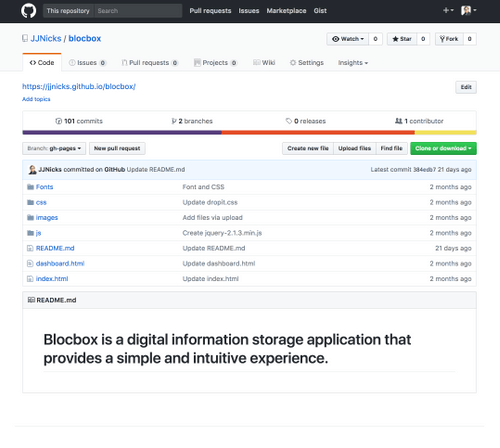 This repository Search Pull requests Issues Marketplace Gist
JJNicks / blocbox Watch 0 Star 0 Fork 0
Code Issues 0 Pull requests 0 Projects 0 Wiki Settings Insights
https://jjnicks.github.io/blocbox/ Edit
Add topics
101 commits 2 branches 0 releases 1 contributor
Branch: gh-pages New pull request Create new file Upload files Find file Clone or download
JJNicks committed on GitHub Update README.md Latest commit 384edb7 21 days ago
Fonts Font and CSS 2 months ago
css Update dropit.css 2 months ago
images Add files via upload 2 months ago
js Create jquery-2.1.3.min.js 2 months ago
README.md Update README.md 21 days ago
dashboard.html Update dashboard.html 2 months ago
index.html Update index.html 2 months ago
README.md
Blocbox is a digital information storage application that
provides a simple and intuitive experience.